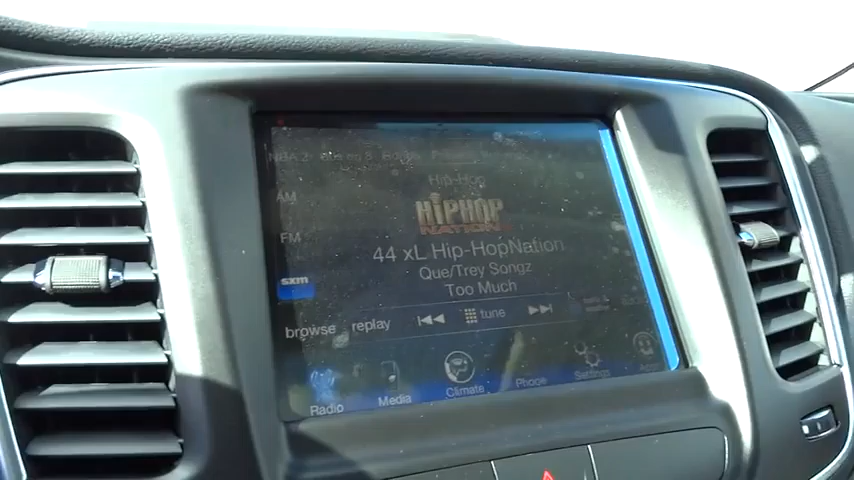 Hip-Hop
AM
HIPHOP
NATION
FM
44 xL Hip-HopNation
Que/Trey Songz
sxm
Too Much
browse replay tune
Radio Media Climate Phone Settings Apps